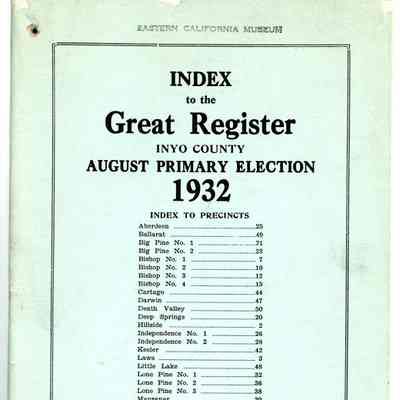 EASTERN CALIFORNIA MUSEUM
INDEX
to the
Great Register
INYO COUNTY
AUGUST PRIMARY ELECTION
1932
INDEX TO PRECINCTS
Aberdeen 25
Ballarat 49
Big Pine No. 1 21
Big Pine No. 2 23
Bishop No. 1 7
Bishop No. 2 10
Bishop No. 3 12
Bishop No. 4 15
Cartago 44
Darwin 47
Death Valley 50
Deep Springs 20
Hillside 2
Independence No. 1 26
Independence No. 2 28
Keeler 42
Laws 3
Little Lake 48
Lone Pine No. 1 32
Lone Pine No. 2 36
Lone Pine No. 3 38
Manzanar 30